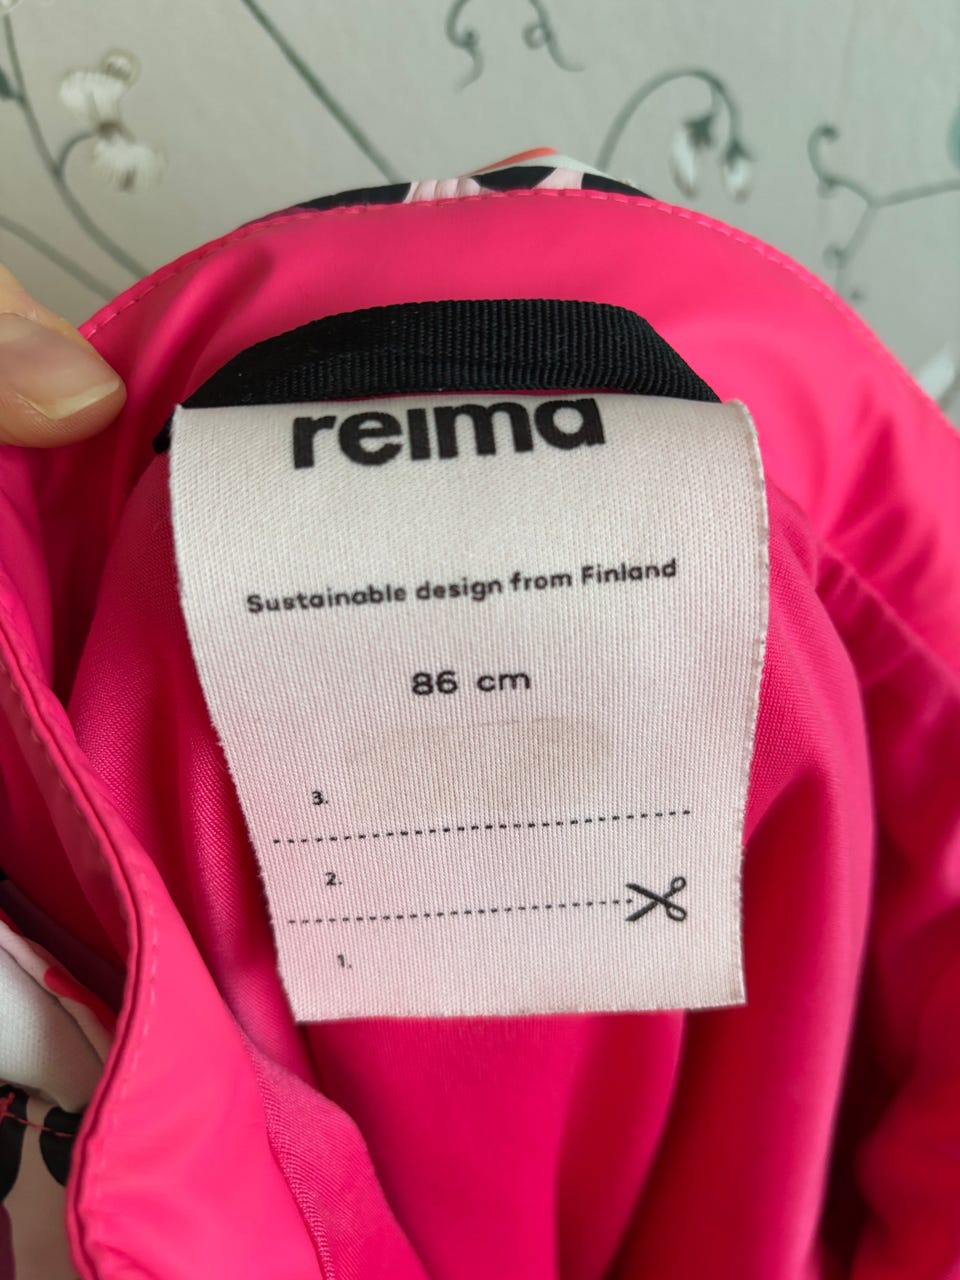 reima
Sustainable design from Finland
86 cm
3.
2.
1.